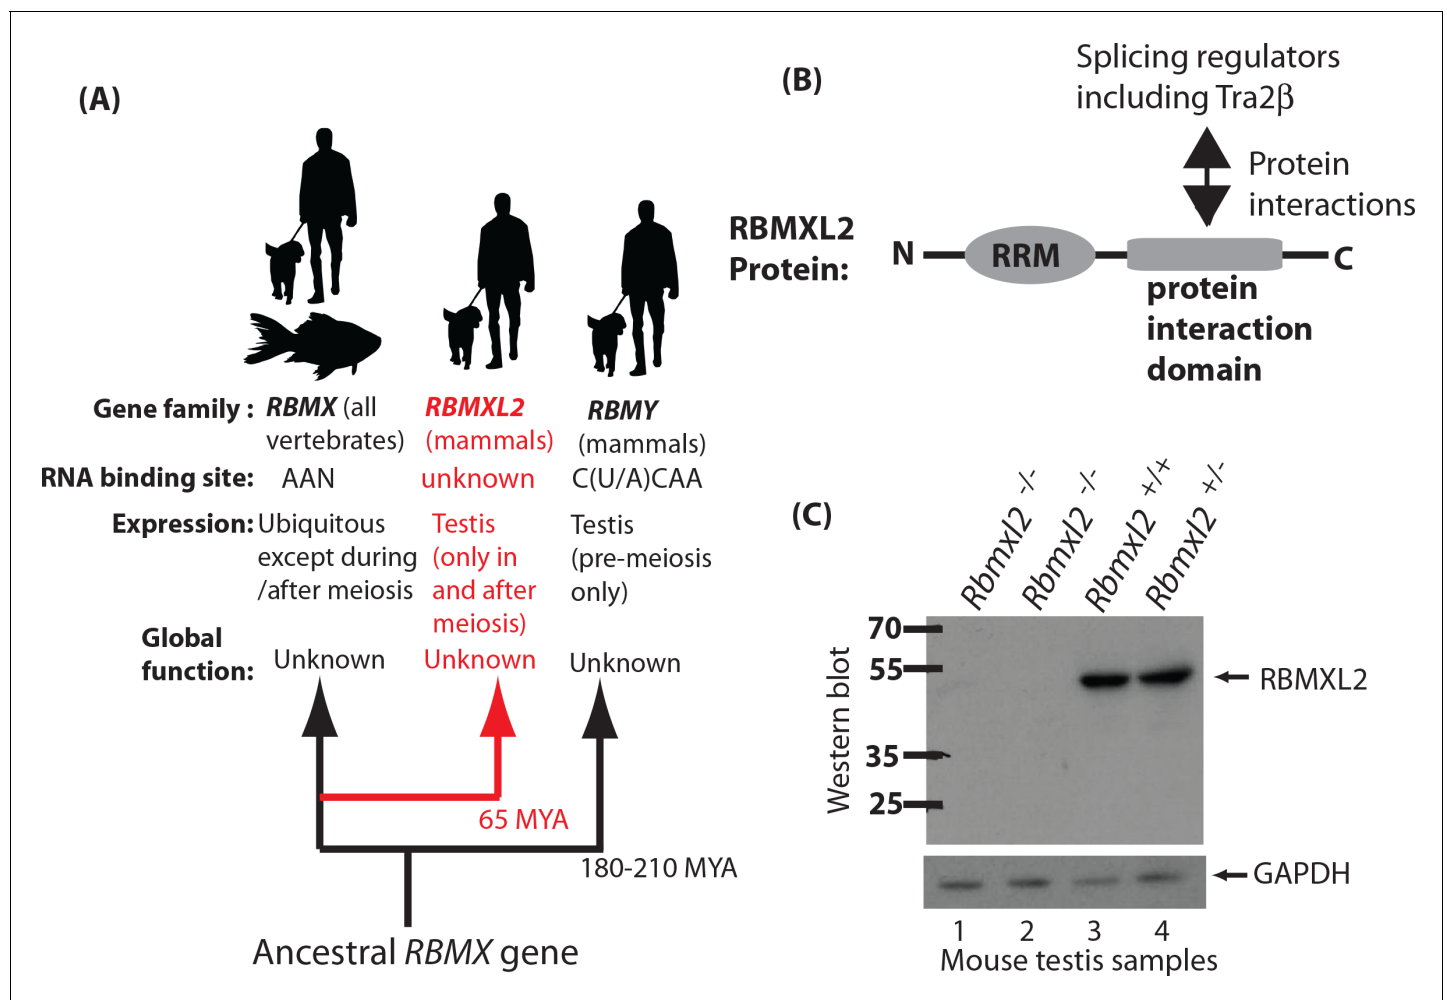 (A)
Gene family : RBMX (all vertebrates) RBMXL2 (mammals) RBMY (mammals)
RNA binding site: AAN unknown C(U/A)CAA
Expression: Ubiquitous except during /after meiosis Testis (only in and after meiosis) Testis (pre-meiosis only)
Global function: Unknown Unknown Unknown
65 MYA
180-210 MYA
Ancestral RBMX gene
(B)
Splicing regulators
including Tra2β
Protein
interactions
RBMXL2
Protein:
N RRM C
protein
interaction
domain
(C)
Rbmxl2 -/-
Rbmxl2 -/-
Rbmxl2 +/+
Rbmxl2 +/-
Western blot
70
55
35
25
RBMXL2
GAPDH
1 2 3 4
Mouse testis samples